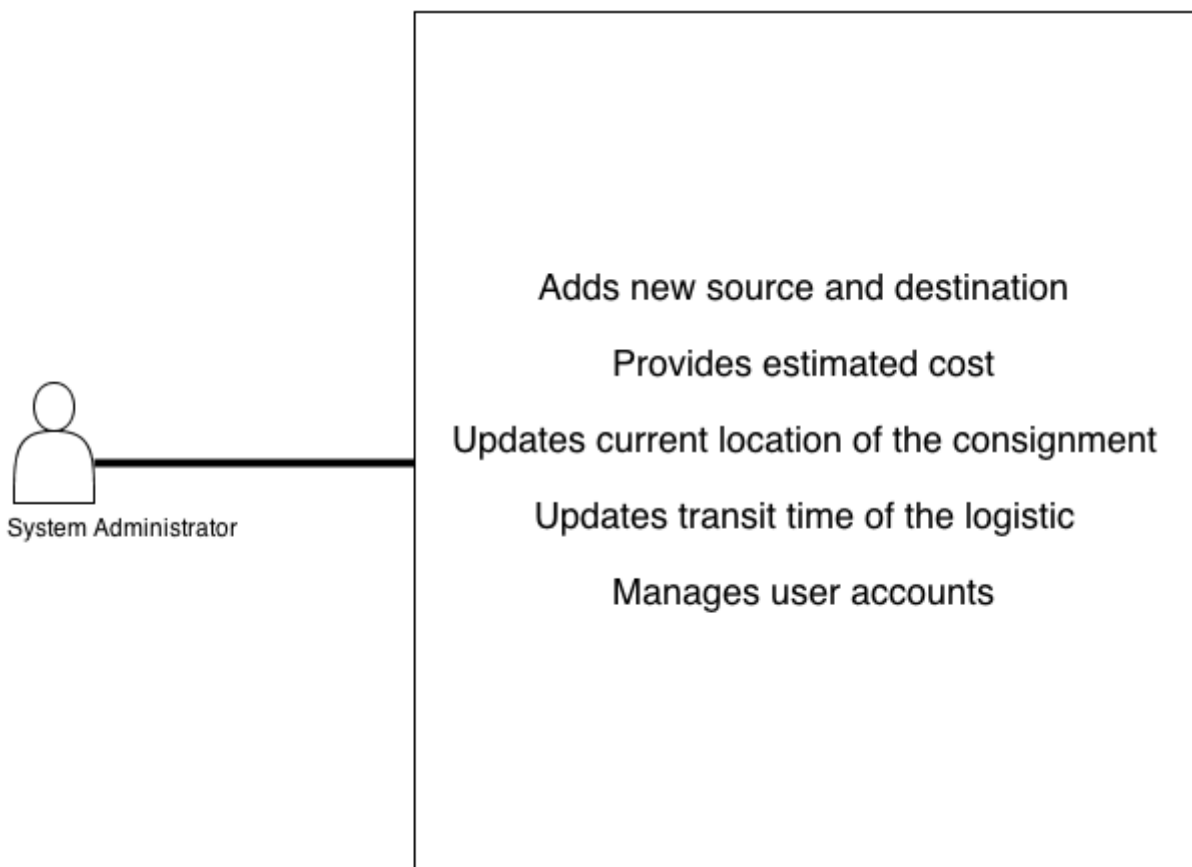 Adds new source and destination
Provides estimated cost
Updates current location of the consignment
Updates transit time of the logistic
Manages user accounts
System Administrator